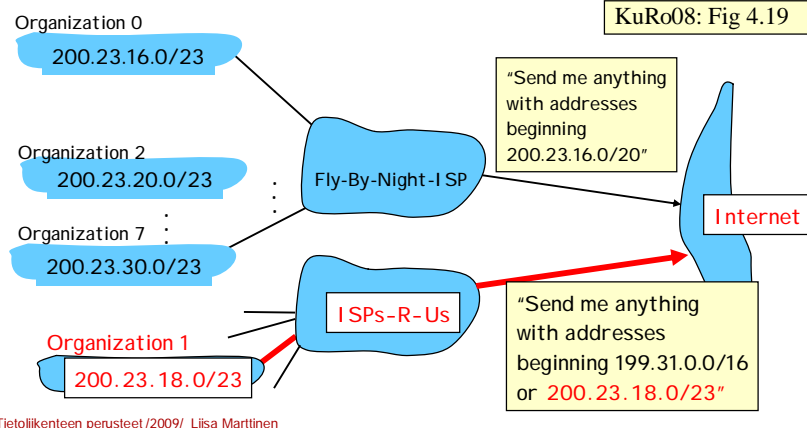 KuRo08: Fig 4.19
Organization 0
200.23.16.0/23
"Send me anything
with addresses
beginning
200.23.16.0/20"
Organization 2
200.23.20.0/23
Fly-By-Night-ISP
Internet
Organization 7
200.23.30.0/23
ISPs-R-Us
"Send me anything
with addresses
beginning 199.31.0.0/16
or 200.23.18.0/23"
Organization 1
200.23.18.0/23
Tietoliikenteen perusteet /2009/ Liisa Marttinen